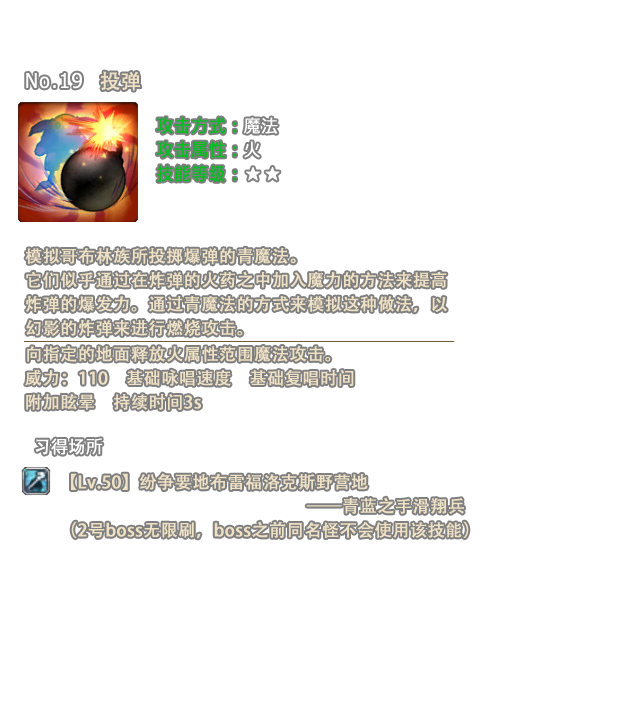 No.19 投弹
攻击方式：魔法
攻击属性：火
技能等级：★★
模拟哥布林族所投掷爆弹的青魔法。
它们似乎通过在炸弹的火药之中加入魔力的方法来提高
炸弹的爆发力。通过青魔法的方式来模拟这种做法，以
幻影的炸弹来进行燃烧攻击。
向指定的地面释放火属性范围魔法攻击。
威力：110 基础咏唱速度 基础复唱时间
附加眩晕 持续时间3s
习得场所
【Lv.50】纷争要地布雷福洛克斯野营地
——青蓝之手滑翔兵
（2号boss无限刷，boss之前同名怪不会使用该技能）